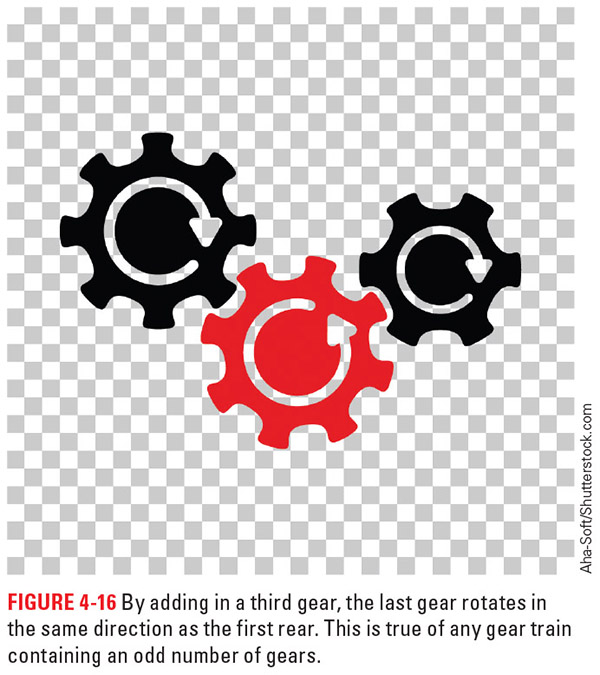 Aha-Soft/Shutterstock.com
FIGURE 4-16 By adding in a third gear, the last gear rotates in
the same direction as the first rear. This is true of any gear train
containing an odd number of gears.